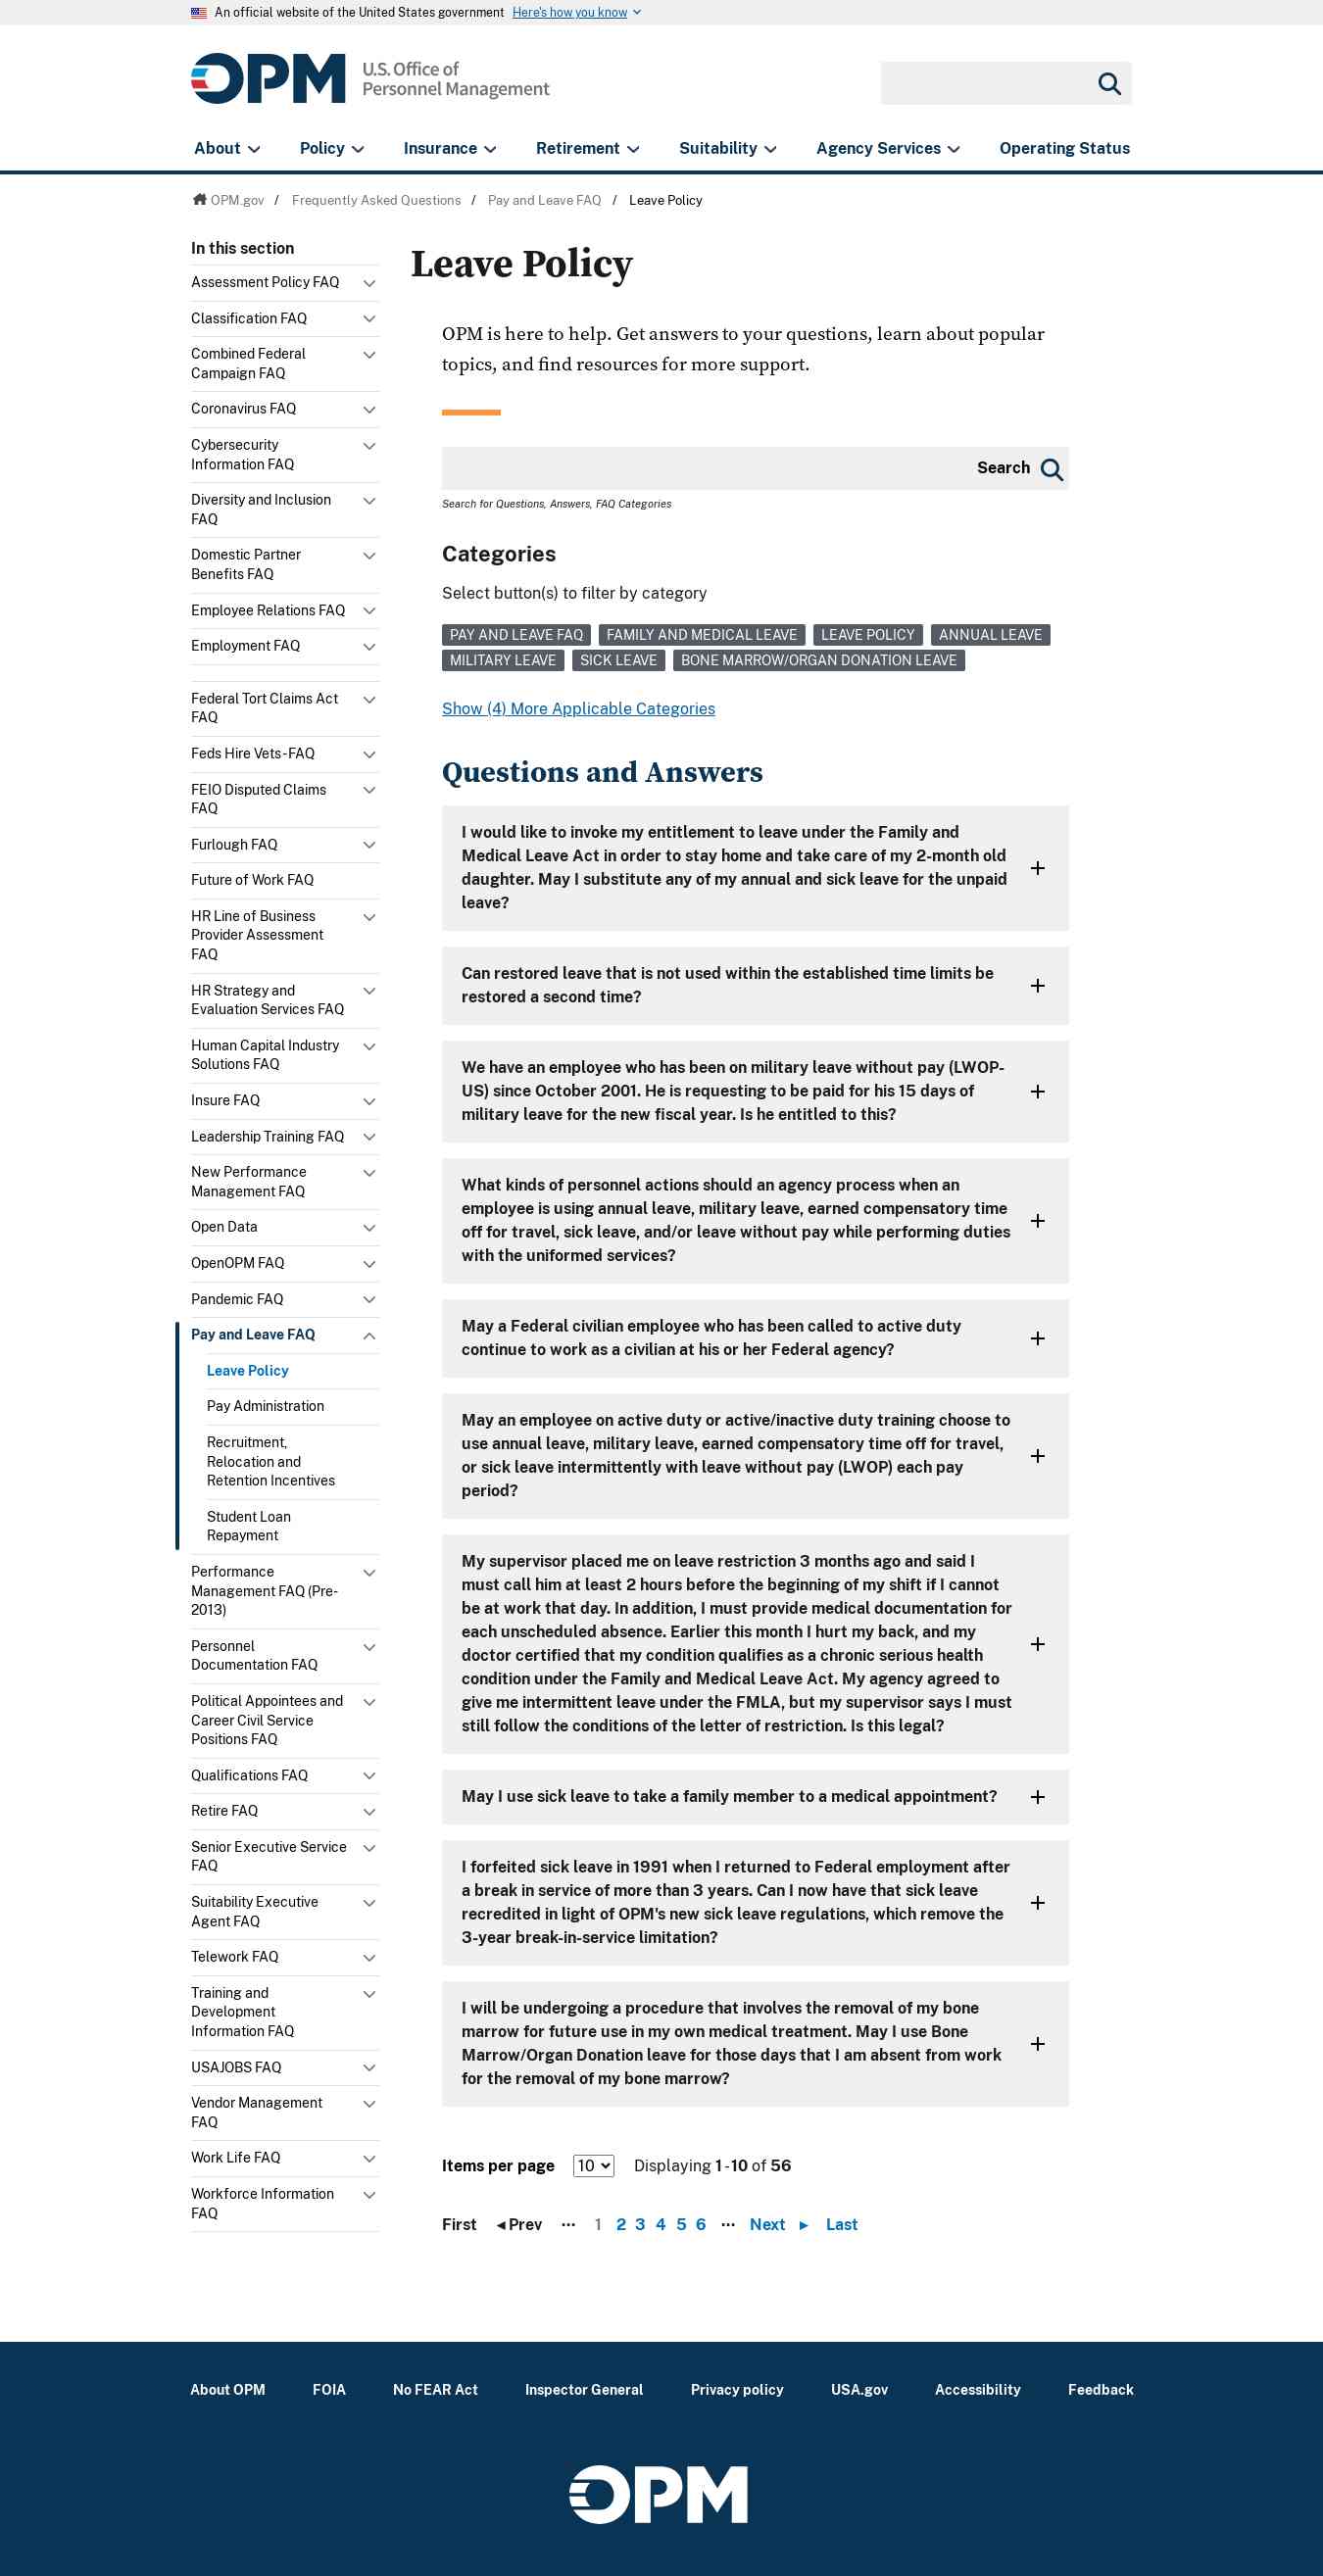 An official website of the United States government Here's how you know
OPM U.S. Office of
Personnel Management
About Policy Insurance Retirement Suitability Agency Services Operating Status
OPM.gov / Frequently Asked Questions / Pay and Leave FAQ / Leave Policy
In this section
Assessment Policy FAQ
Classification FAQ
Combined Federal
Campaign FAQ
Coronavirus FAQ
Cybersecurity
Information FAQ
Diversity and Inclusion
FAQ
Domestic Partner
Benefits FAQ
Employee Relations FAQ
Employment FAQ
Federal Tort Claims Act
FAQ
Feds Hire Vets-FAQ
FEIO Disputed Claims
FAQ
Furlough FAQ
Future of Work FAQ
HR Line of Business
Provider Assessment
FAQ
HR Strategy and
Evaluation Services FAQ
Human Capital Industry
Solutions FAQ
Insure FAQ
Leadership Training FAQ
New Performance
Management FAQ
Open Data
OpenOPM FAQ
Pandemic FAQ
Pay and Leave FAQ
Leave Policy
Pay Administration
Recruitment,
Relocation and
Retention Incentives
Student Loan
Repayment
Performance
Management FAQ (Pre-
2013)
Personnel
Documentation FAQ
Political Appointees and
Career Civil Service
Positions FAQ
Qualifications FAQ
Retire FAQ
Senior Executive Service
FAQ
Suitability Executive
Agent FAQ
Telework FAQ
Training and
Development
Information FAQ
USAJOBS FAQ
Vendor Management
FAQ
Work Life FAQ
Workforce Information
FAQ
Leave Policy
OPM is here to help. Get answers to your questions, learn about popular
topics, and find resources for more support.
Search
Search for Questions, Answers, FAQ Categories
Categories
Select button(s) to filter by category
PAY AND LEAVE FAQ FAMILY AND MEDICAL LEAVE LEAVE POLICY ANNUAL LEAVE
MILITARY LEAVE SICK LEAVE BONE MARROW/ORGAN DONATION LEAVE
Show (4) More Applicable Categories
Questions and Answers
I would like to invoke my entitlement to leave under the Family and
Medical Leave Act in order to stay home and take care of my 2-month old
daughter. May I substitute any of my annual and sick leave for the unpaid
leave?
Can restored leave that is not used within the established time limits be
restored a second time?
We have an employee who has been on military leave without pay (LWOP-
US) since October 2001. He is requesting to be paid for his 15 days of
military leave for the new fiscal year. Is he entitled to this?
What kinds of personnel actions should an agency process when an
employee is using annual leave, military leave, earned compensatory time
off for travel, sick leave, and/or leave without pay while performing duties
with the uniformed services?
May a Federal civilian employee who has been called to active duty
continue to work as a civilian at his or her Federal agency?
May an employee on active duty or active/inactive duty training choose to
use annual leave, military leave, earned compensatory time off for travel,
or sick leave intermittently with leave without pay (LWOP) each pay
period?
My supervisor placed me on leave restriction 3 months ago and said I
must call him at least 2 hours before the beginning of my shift if I cannot
be at work that day. In addition, I must provide medical documentation for
each unscheduled absence. Earlier this month I hurt my back, and my
doctor certified that my condition qualifies as a chronic serious health
condition under the Family and Medical Leave Act. My agency agreed to
give me intermittent leave under the FMLA, but my supervisor says I must
still follow the conditions of the letter of restriction. Is this legal?
May I use sick leave to take a family member to a medical appointment?
I forfeited sick leave in 1991 when I returned to Federal employment after
a break in service of more than 3 years. Can I now have that sick leave
recredited in light of OPM's new sick leave regulations, which remove the
3-year break-in-service limitation?
I will be undergoing a procedure that involves the removal of my bone
marrow for future use in my own medical treatment. May I use Bone
Marrow/Organ Donation leave for those days that I am absent from work
for the removal of my bone marrow?
Items per page 10 Displaying 1 - 10 of 56
First ◂ Prev ··· 1 2 3 4 5 6 ··· Next ▸ Last
About OPM FOIA No FEAR Act Inspector General Privacy policy USA.gov Accessibility Feedback
OPM